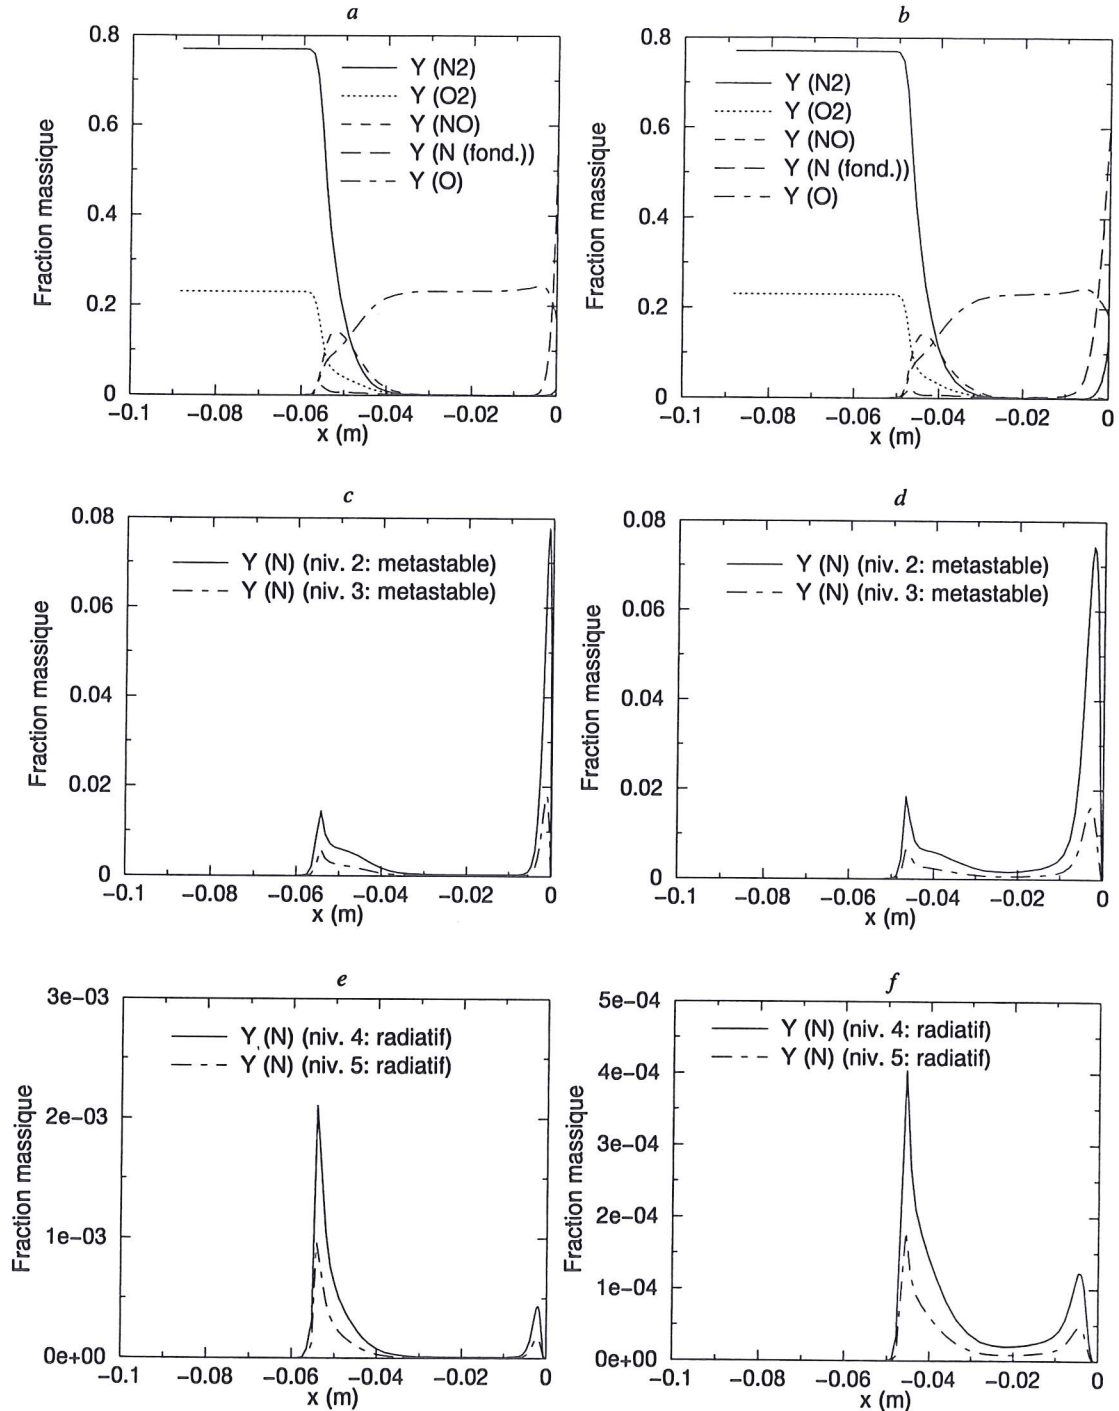 a
0.8
0.6
0.4
0.2
0
Fraction massique
Y (N2)
Y (O2)
Y (NO)
Y (N (fond.))
Y (O)
−0.1 −0.08 −0.06 −0.04 −0.02 0
x (m)
b
0.8
0.6
0.4
0.2
0
Fraction massique
Y (N2)
Y (O2)
Y (NO)
Y (N (fond.))
Y (O)
−0.1 −0.08 −0.06 −0.04 −0.02 0
x (m)
c
0.08
0.06
0.04
0.02
0
Fraction massique
Y (N) (niv. 2: metastable)
Y (N) (niv. 3: metastable)
−0.1 −0.08 −0.06 −0.04 −0.02 0
x (m)
d
0.08
0.06
0.04
0.02
0
Fraction massique
Y (N) (niv. 2: metastable)
Y (N) (niv. 3: metastable)
−0.1 −0.08 −0.06 −0.04 −0.02 0
x (m)
e
3e−03
2e−03
1e−03
0e+00
Fraction massique
Y (N) (niv. 4: radiatif)
Y (N) (niv. 5: radiatif)
−0.1 −0.08 −0.06 −0.04 −0.02 0
x (m)
f
5e−04
4e−04
3e−04
2e−04
1e−04
0e+00
Fraction massique
Y (N) (niv. 4: radiatif)
Y (N) (niv. 5: radiatif)
−0.1 −0.08 −0.06 −0.04 −0.02 0
x (m)